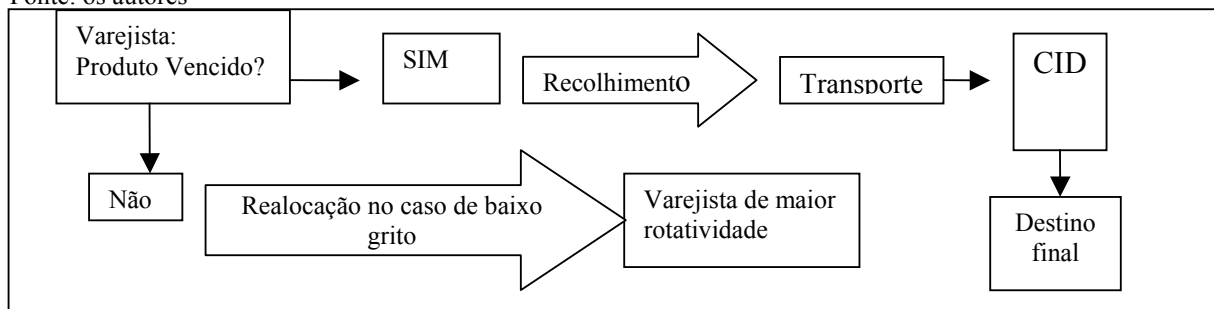 Fonte: os autores
Varejista:
Produto Vencido?
SIM
Recolhimento
Transporte
CID
Não
Realocação no caso de baixo
grito
Varejista de maior
rotatividade
Destino
final